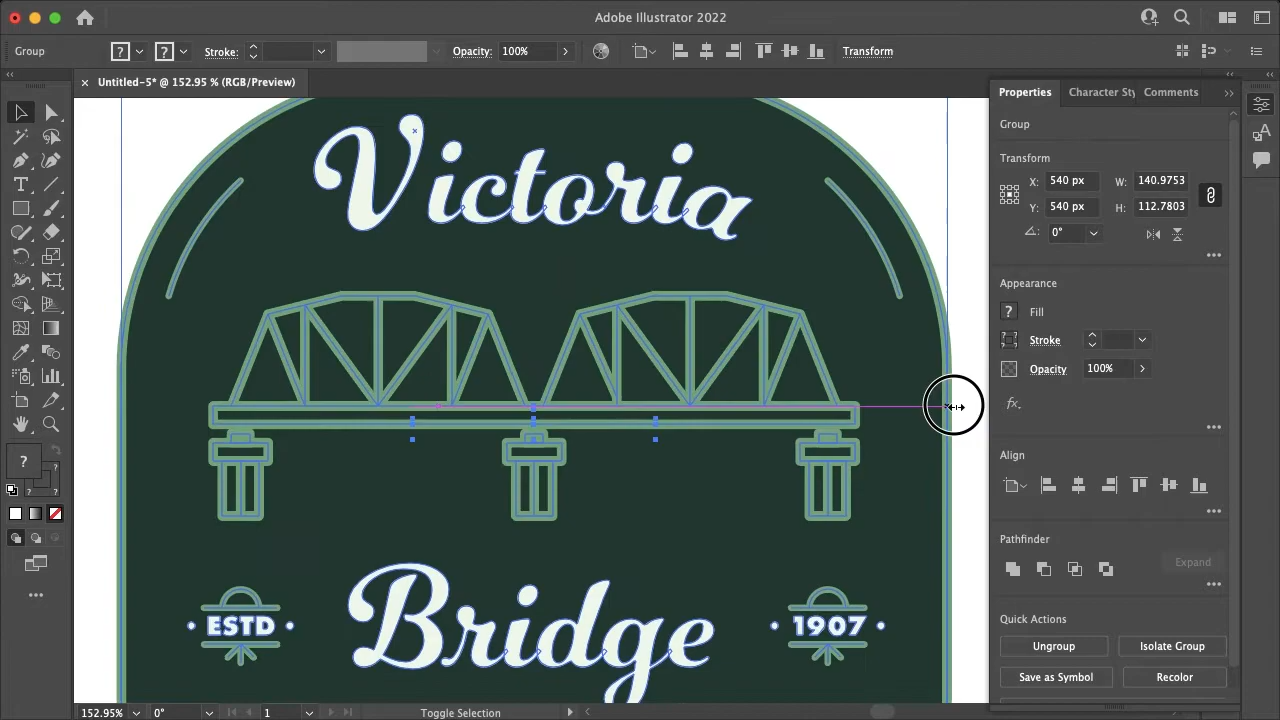 Adobe Illustrator 2022
Group
Stroke:
Opacity: 100%
Transform
Untitled-5* @ 152.95 % (RGB/Preview)
Properties
Character Sty
Comments
Group
Transform
X: 540 px W: 140.9753
Y: 540 px H: 112.7803
0°
Appearance
Fill
Stroke
Opacity 100%
fx
Align
Pathfinder
Expand
Quick Actions
Ungroup
Isolate Group
Save as Symbol
Recolor
Victoria
Bridge
ESTD
1907
152.95%
0°
1
Toggle Selection